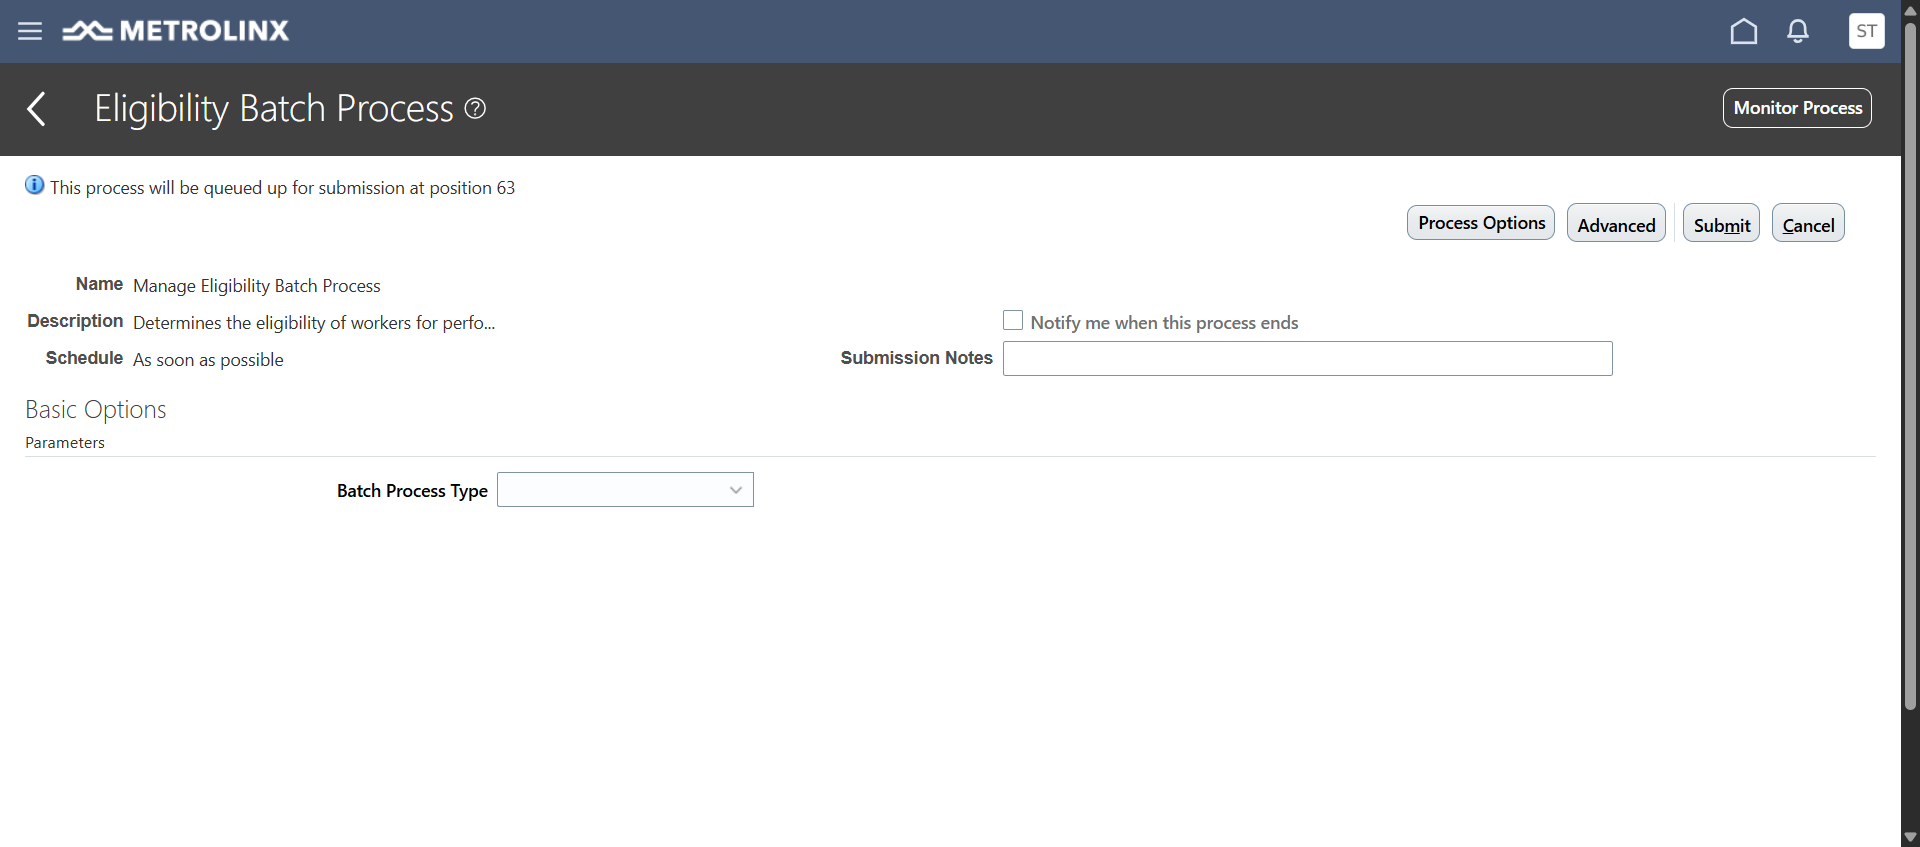 METROLINX
ST
Eligibility Batch Process
Monitor Process
This process will be queued up for submission at position 63
Process Options
Advanced
Submit
Cancel
Name Manage Eligibility Batch Process
Description Determines the eligibility of workers for perfo...
Notify me when this process ends
Schedule As soon as possible
Submission Notes
Basic Options
Parameters
Batch Process Type